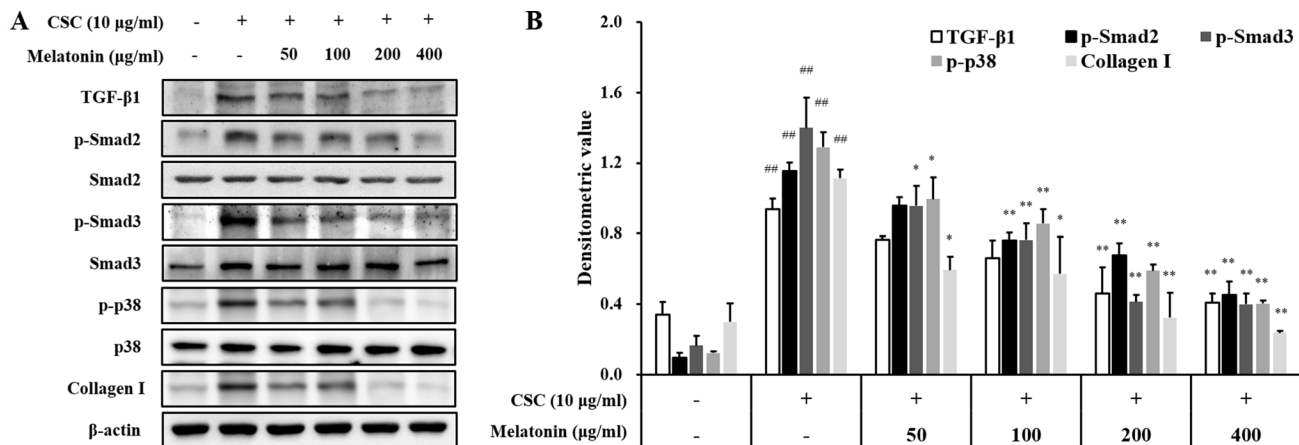 A
CSC (10 µg/ml) - + + + + +
Melatonin (µg/ml) - - 50 100 200 400
TGF-β1
p-Smad2
Smad2
p-Smad3
Smad3
p-p38
p38
Collagen I
β-actin
B
Densitometric value
2.0
1.6
1.2
0.8
0.4
0.0
TGF-β1 p-Smad2 p-Smad3
p-p38 Collagen I
## ## ## ## ##
* * *
** ** ** *
** ** ** ** **
** ** ** ** **
CSC (10 µg/ml) - + + + + +
Melatonin (µg/ml) - - 50 100 200 400